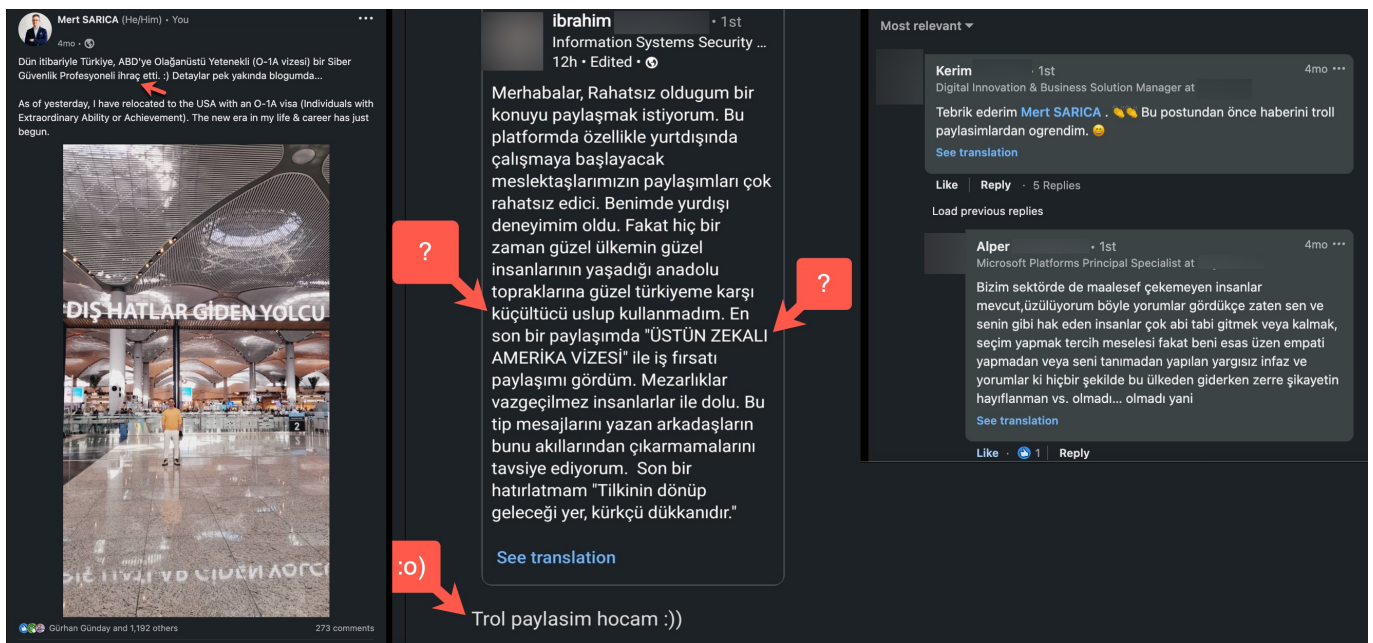 Mert SARICA (He/Him) • You
4mo •
Dün itibariyle Türkiye, ABD'ye Olağanüstü Yetenekli (O-1A vizesi) bir Siber
Güvenlik Profesyoneli ihraç etti. :) Detaylar pek yakında blogumda...
As of yesterday, I have relocated to the USA with an O-1A visa (Individuals with
Extraordinary Ability or Achievement). The new era in my life & career has just
begun.
DIŞ HATLAR GİDEN YOLCU
2
Gürhan Günday and 1,192 others
273 comments
ibrahim • 1st
Information Systems Security ...
12h • Edited •
Merhabalar, Rahatsız oldugum bir
konuyu paylaşmak istiyorum. Bu
platformda özellikle yurtdışında
çalışmaya başlayacak
meslektaşlarımızın paylaşımları çok
rahatsız edici. Benimde yurdışı
deneyimim oldu. Fakat hiç bir
zaman güzel ülkemin güzel
insanlarının yaşadığı anadolu
topraklarına güzel türkiyeme karşı
küçültücü uslup kullanmadım. En
son bir paylaşımda "ÜSTÜN ZEKALI
AMERİKA VİZESİ" ile iş fırsatı
paylaşımı gördüm. Mezarlıklar
vazgeçilmez insanlarlar ile dolu. Bu
tip mesajlarını yazan arkadaşların
bunu akıllarından çıkarmamalarını
tavsiye ediyorum. Son bir
hatırlatmam "Tilkinin dönüp
geleceği yer, kürkçü dükkanıdır."
See translation
?
?
:o)
Trol paylasim hocam :))
Most relevant
Kerim • 1st
4mo •••
Digital Innovation & Business Solution Manager at
Tebrik ederim Mert SARICA . 👏👏 Bu postundan önce haberini troll
paylasimlardan ogrendim. 😄
See translation
Like | Reply · 5 Replies
Load previous replies
Alper • 1st
4mo •••
Microsoft Platforms Principal Specialist at
Bizim sektörde de maalesef çekemeyen insanlar
mevcut,üzülüyorum böyle yorumlar gördükçe zaten sen ve
senin gibi hak eden insanlar çok abi tabi gitmek veya kalmak,
seçim yapmak tercih meselesi fakat beni esas üzen empati
yapmadan veya seni tanımadan yapılan yargısız infaz ve
yorumlar ki hiçbir şekilde bu ülkeden giderken zerre şikayetin
hayıflanman vs. olmadı... olmadı yani
See translation
Like · 1 | Reply